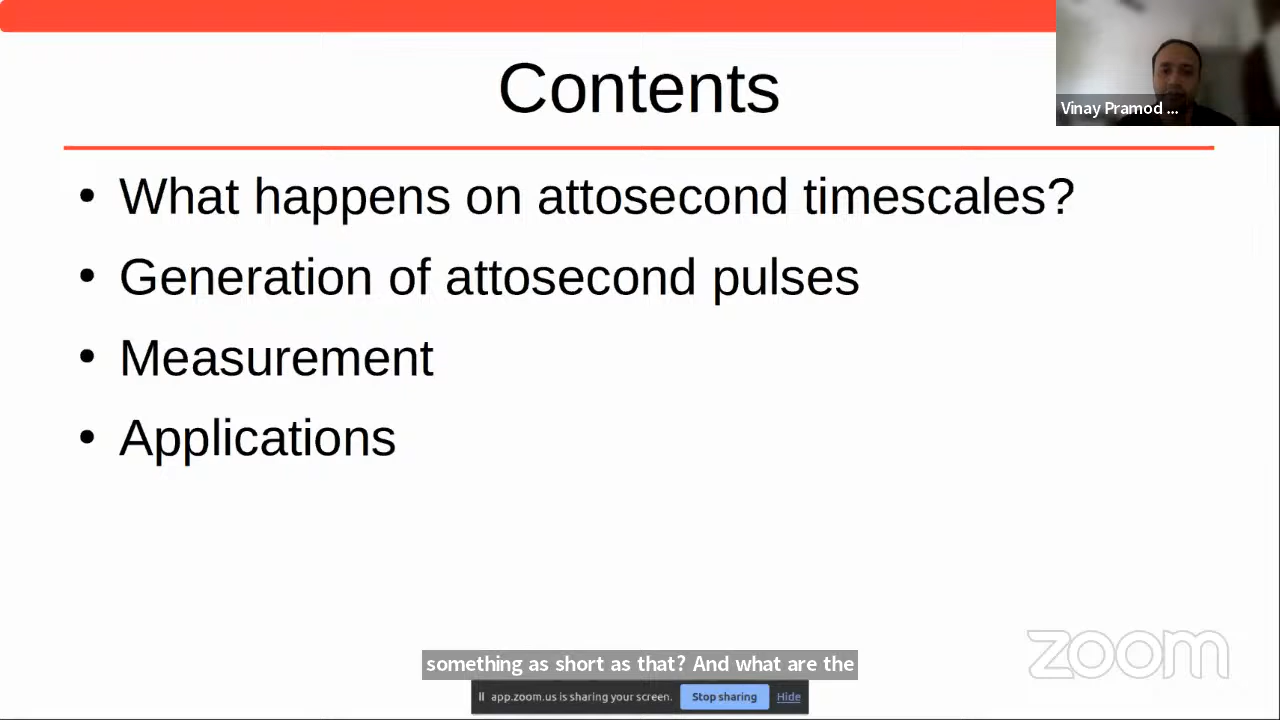 Contents
Vinay Pramod ...
• What happens on attosecond timescales?
• Generation of attosecond pulses
• Measurement
• Applications
zoom
something as short as that? And what are the
app.zoom.us is sharing your screen. Stop sharing Hide